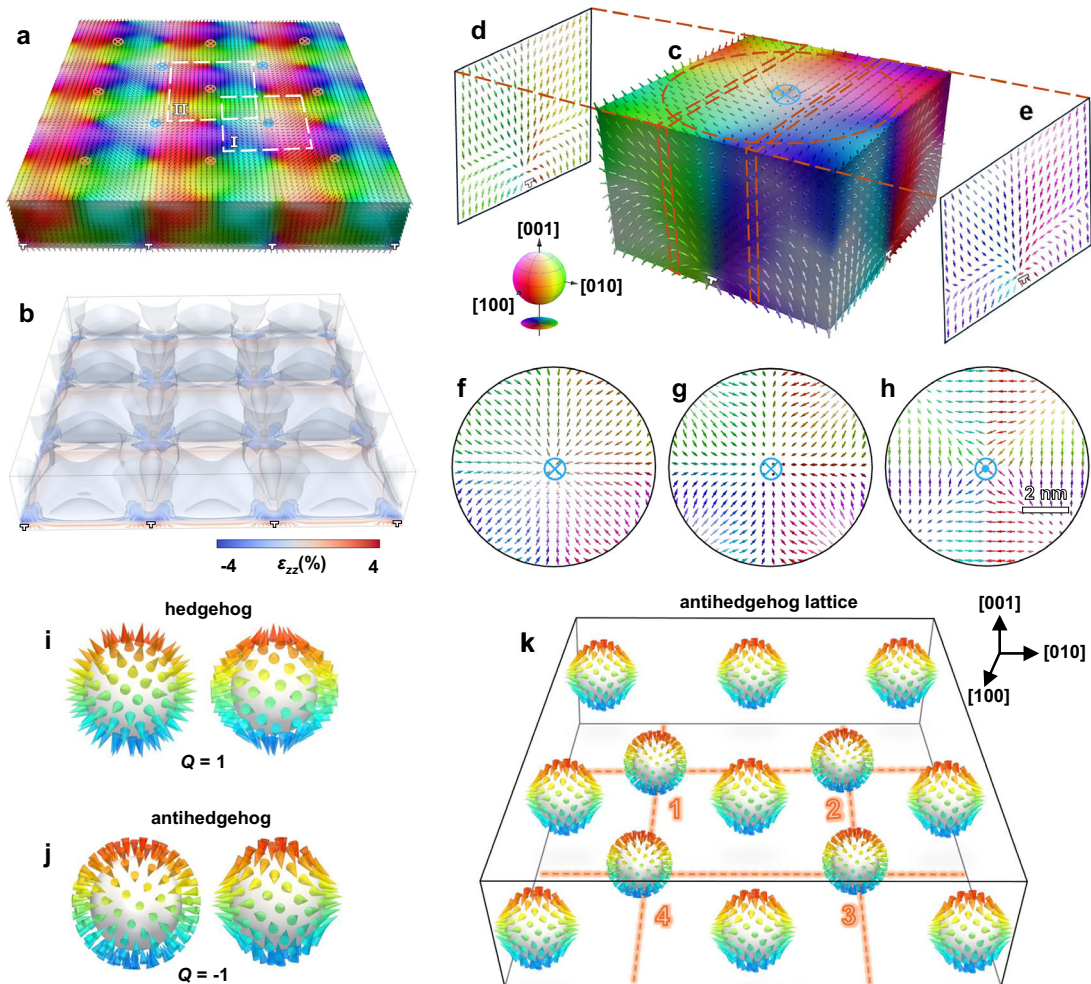 a
II
I
b
-4
εzz(%)
4
d
c
e
[001]
[010]
[100]
f
g
h
2 nm
hedgehog
i
Q = 1
antihedgehog
j
Q = -1
antihedgehog lattice
k
[001]
[010]
[100]
1
2
4
3